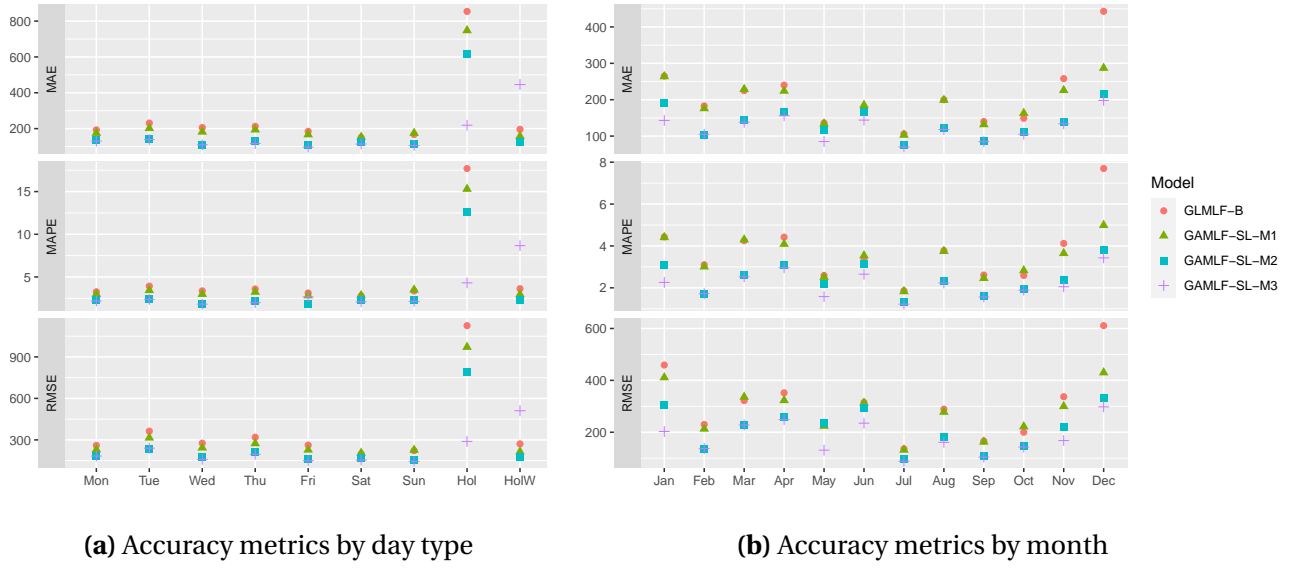 800
600
400
200
MAE
15
10
5
MAPE
900
600
300
RMSE
Mon Tue Wed Thu Fri Sat Sun Hol HolW
(a) Accuracy metrics by day type
400
300
200
100
MAE
8
6
4
2
MAPE
600
400
200
RMSE
Jan Feb Mar Apr May Jun Jul Aug Sep Oct Nov Dec
(b) Accuracy metrics by month
Model
GLMLF−B
GAMLF−SL−M1
GAMLF−SL−M2
GAMLF−SL−M3